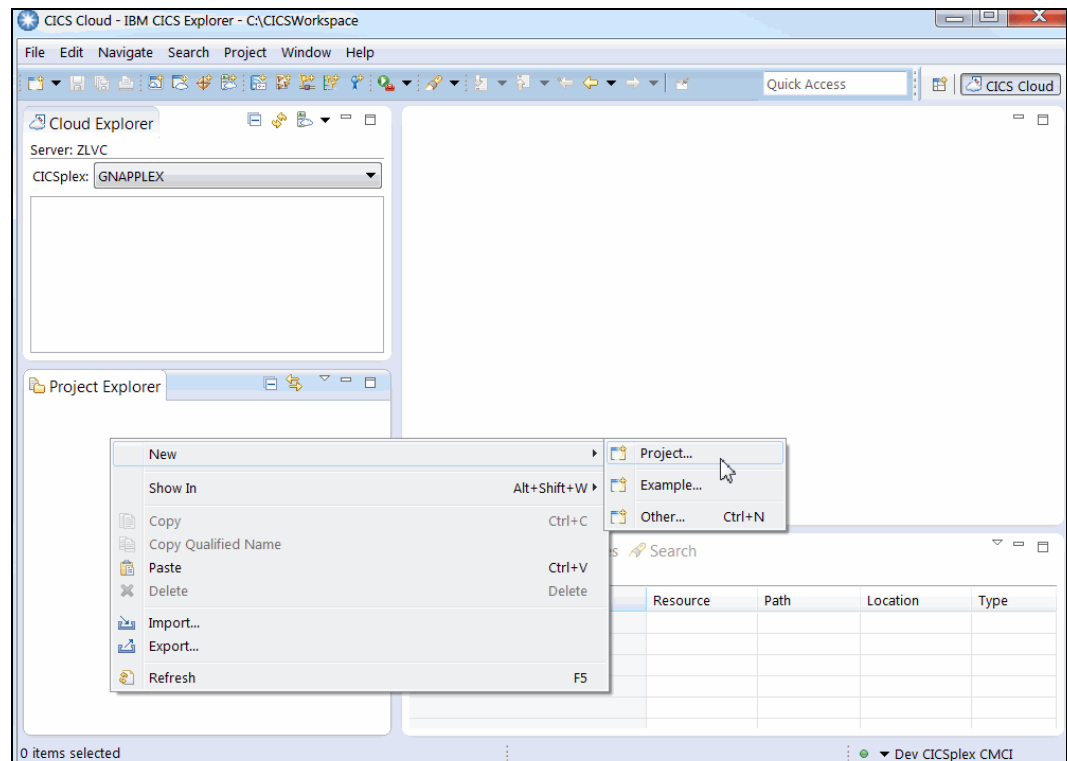 CICS Cloud - IBM CICS Explorer - C:\CICSWorkspace
File Edit Navigate Search Project Window Help
Quick Access
CICS Cloud
Cloud Explorer
Server: ZLVC
CICSplex: GNAPPLEX
Project Explorer
New
Project...
Show In Alt+Shift+W
Example...
Copy Ctrl+C
Other... Ctrl+N
Copy Qualified Name
Search
Paste Ctrl+V
Delete Delete
Resource Path Location Type
Import...
Export...
Refresh F5
0 items selected
Dev CICSplex CMCI